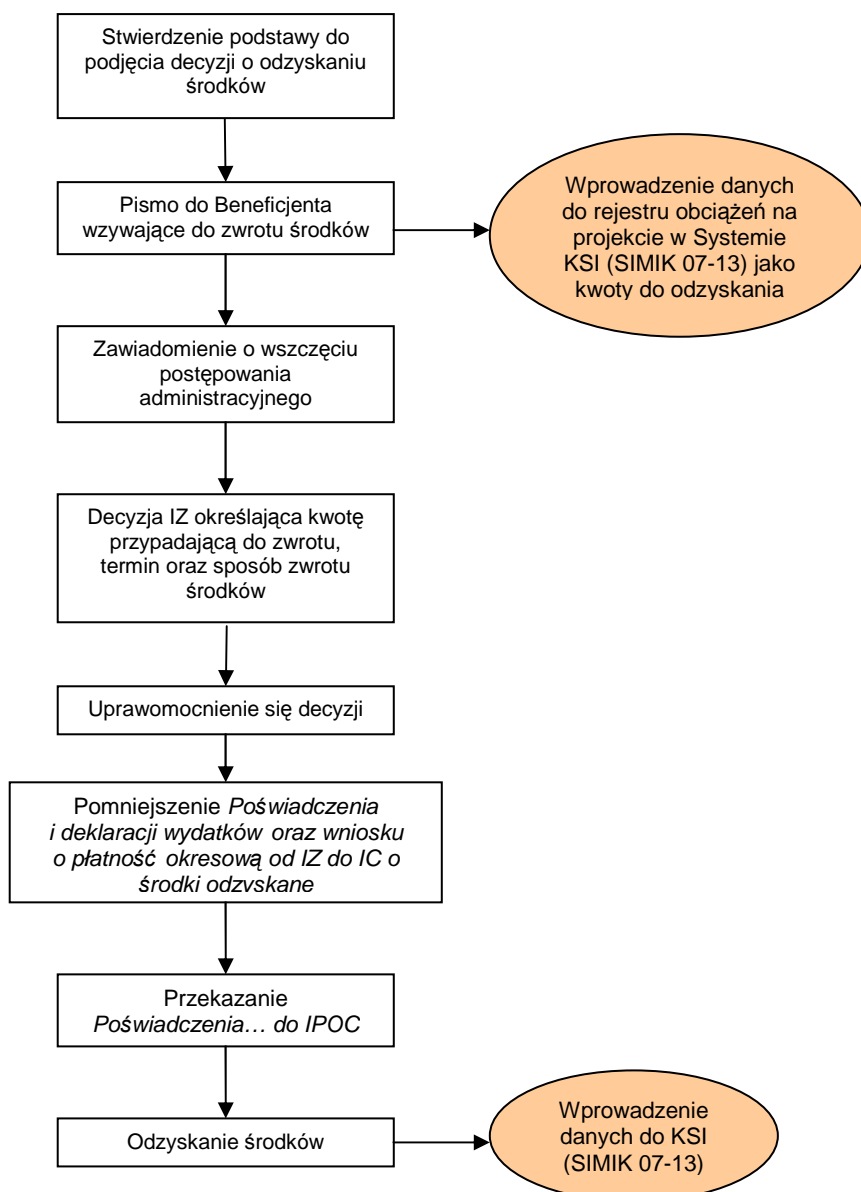 Stwierdzenie podstawy do
podjęcia decyzji o odzyskaniu
środków
Pismo do Beneficjenta
wzywające do zwrotu środków
Wprowadzenie danych
do rejestru obciążeń na
projekcie w Systemie
KSI (SIMIK 07-13) jako
kwoty do odzyskania
Zawiadomienie o wszczęciu
postępowania
administracyjnego
Decyzja IZ określająca kwotę
przypadającą do zwrotu,
termin oraz sposób zwrotu
środków
Uprawomocnienie się decyzji
Pomniejszenie Poświadczenia
i deklaracji wydatków oraz wniosku
o płatność okresową od IZ do IC o
środki odzyskane
Przekazanie
Poświadczenia… do IPOC
Odzyskanie środków
Wprowadzenie
danych do KSI
(SIMIK 07-13)